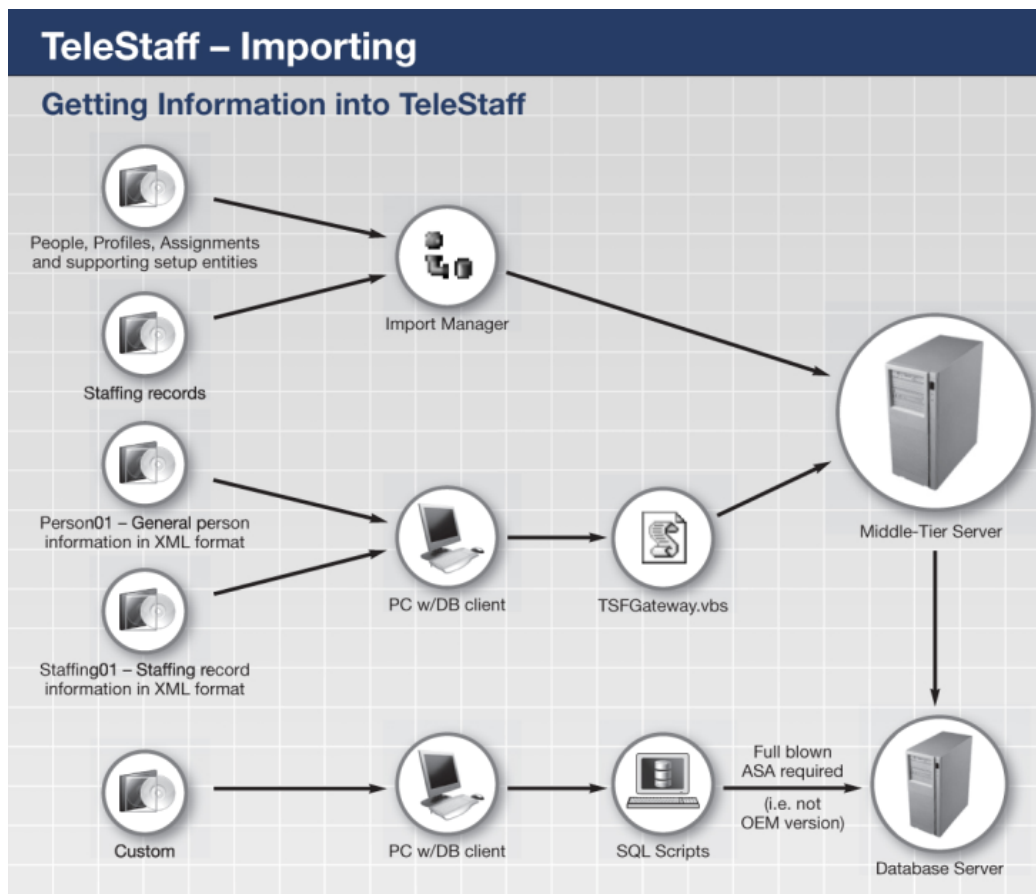 TeleStaff – Importing
Getting Information into TeleStaff
People, Profiles, Assignments
and supporting setup entities
Import Manager
Staffing records
Person01 – General person
information in XML format
PC w/DB client
TSFGateway.vbs
Middle-Tier Server
Staffing01 – Staffing record
information in XML format
Custom
PC w/DB client
SQL Scripts
Full blown
ASA required
(i.e. not
OEM version)
Database Server